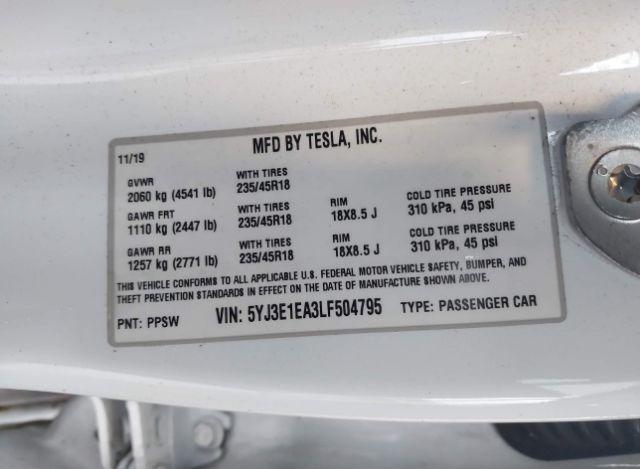 MFD BY TESLA, INC.
11/19
GVWR WITH TIRES
2060 kg (4541 lb) 235/45R18
GAWR FRT WITH TIRES RIM COLD TIRE PRESSURE
1110 kg (2447 lb) 235/45R18 18X8.5 J 310 kPa, 45 psi
GAWR RR WITH TIRES RIM COLD TIRE PRESSURE
1257 kg (2771 lb) 235/45R18 18X8.5 J 310 kPa, 45 psi
THIS VEHICLE CONFORMS TO ALL APPLICABLE U.S. FEDERAL MOTOR VEHICLE SAFETY, BUMPER, AND
THEFT PREVENTION STANDARDS IN EFFECT ON THE DATE OF MANUFACTURE SHOWN ABOVE.
PNT: PPSW VIN: 5YJ3E1EA3LF504795 TYPE: PASSENGER CAR